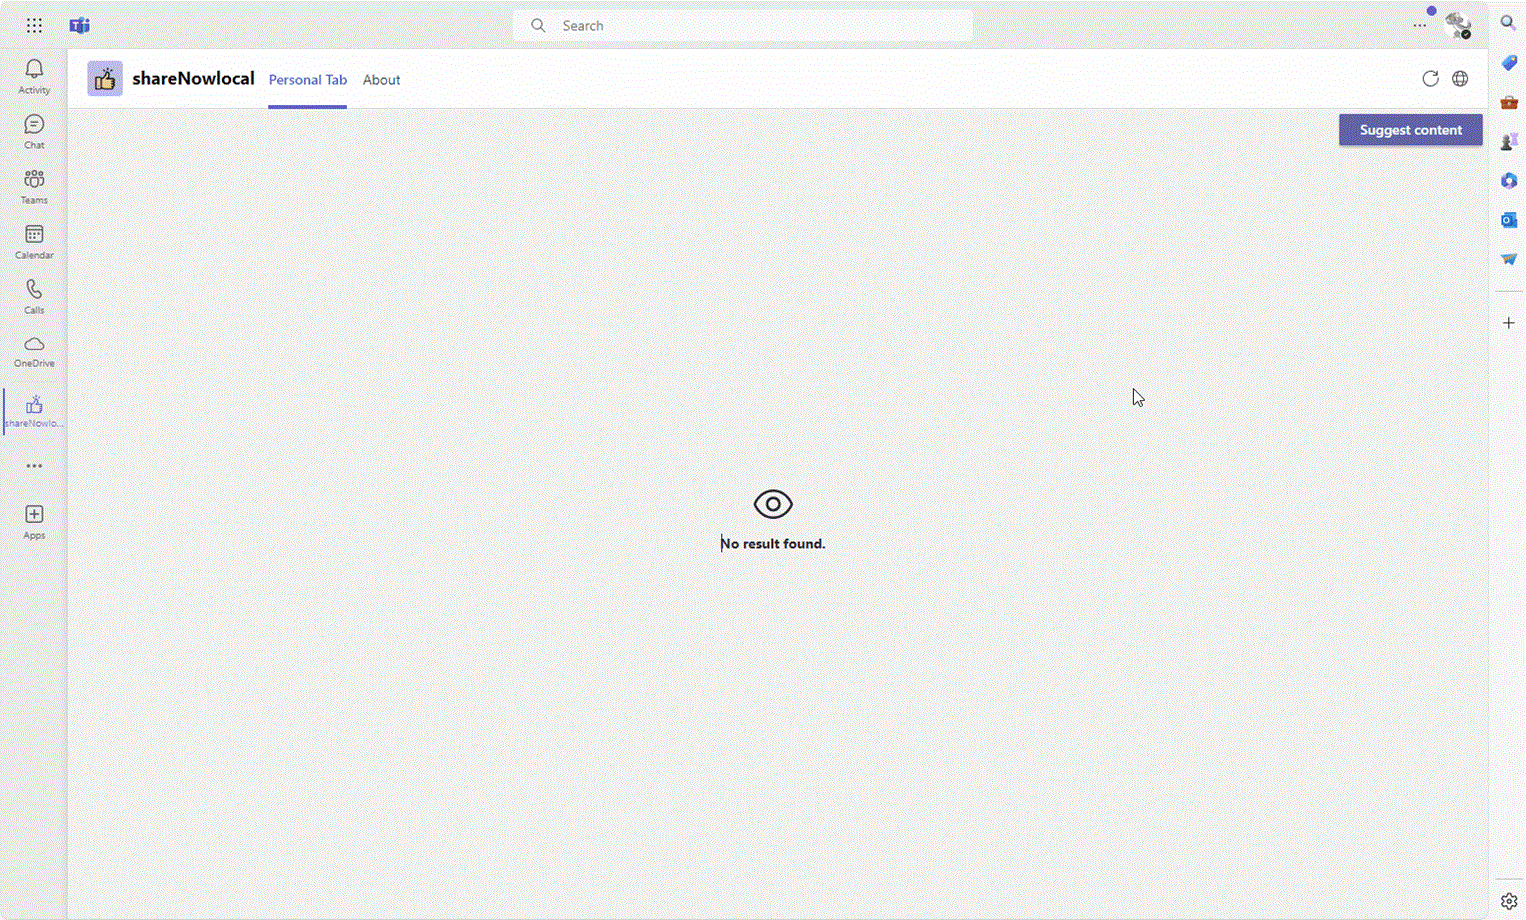 Search
shareNowlocal
Personal Tab
About
Suggest content
Activity
Chat
Teams
Calendar
Calls
OneDrive
shareNowlo...
Apps
No result found.